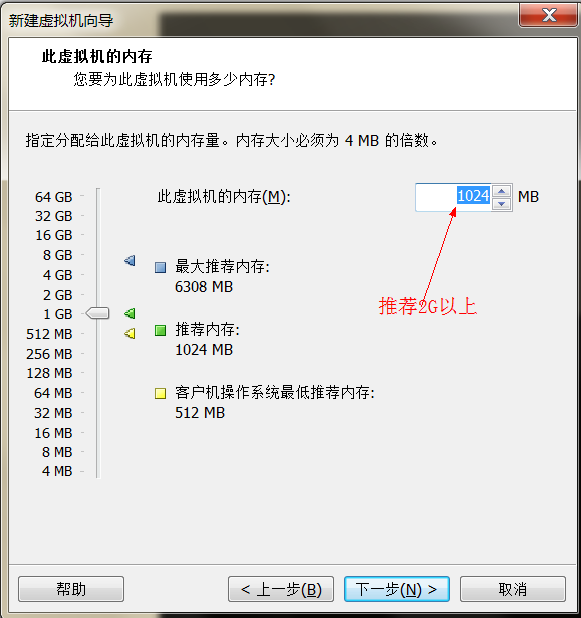 新建虚拟机向导
此虚拟机的内存
您要为此虚拟机使用多少内存?
指定分配给此虚拟机的内存量。内存大小必须为 4 MB 的倍数。
64 GB
32 GB
16 GB
8 GB
4 GB
2 GB
1 GB
512 MB
256 MB
128 MB
64 MB
32 MB
16 MB
8 MB
4 MB
此虚拟机的内存(M):
1024 MB
推荐2G以上
最大推荐内存:
6308 MB
推荐内存:
1024 MB
客户机操作系统最低推荐内存:
512 MB
帮助
< 上一步(B)
下一步(N) >
取消